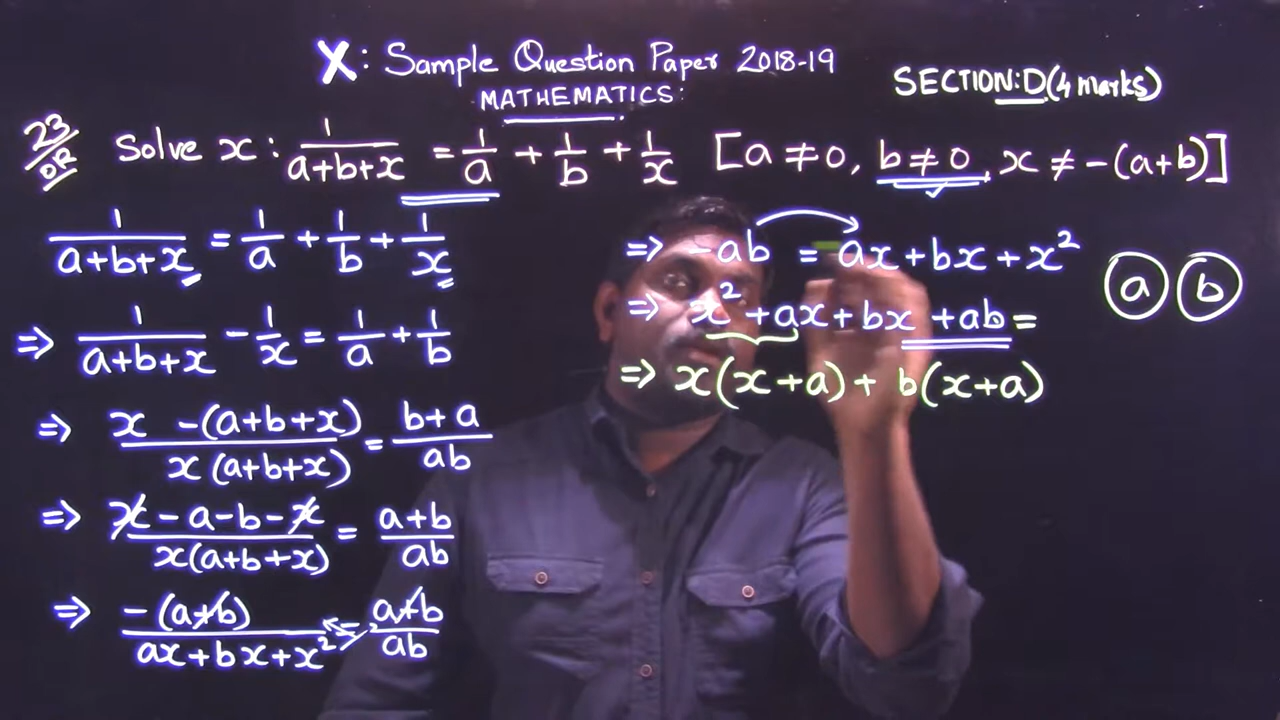 X: Sample Question Paper 2018-19
MATHEMATICS:
SECTION:D(4 marks)
23/OR Solve x: 1/(a+b+x) = 1/a + 1/b + 1/x [a ≠ 0, b ≠ 0, x ≠ -(a+b)]
1/(a+b+x) = 1/a + 1/b + 1/x
⇒ 1/(a+b+x) - 1/x = 1/a + 1/b
⇒ (x -(a+b+x))/(x(a+b+x)) = (b+a)/(ab)
⇒ (x-a-b-x)/(x(a+b+x)) = (a+b)/(ab)
⇒ (-(a+b))/(ax+bx+x²) = (a+b)/(ab)
⇒ -ab = ax+bx+x²
⇒ x² +ax+bx +ab =
⇒ x(x+a)+ b(x+a)
a b